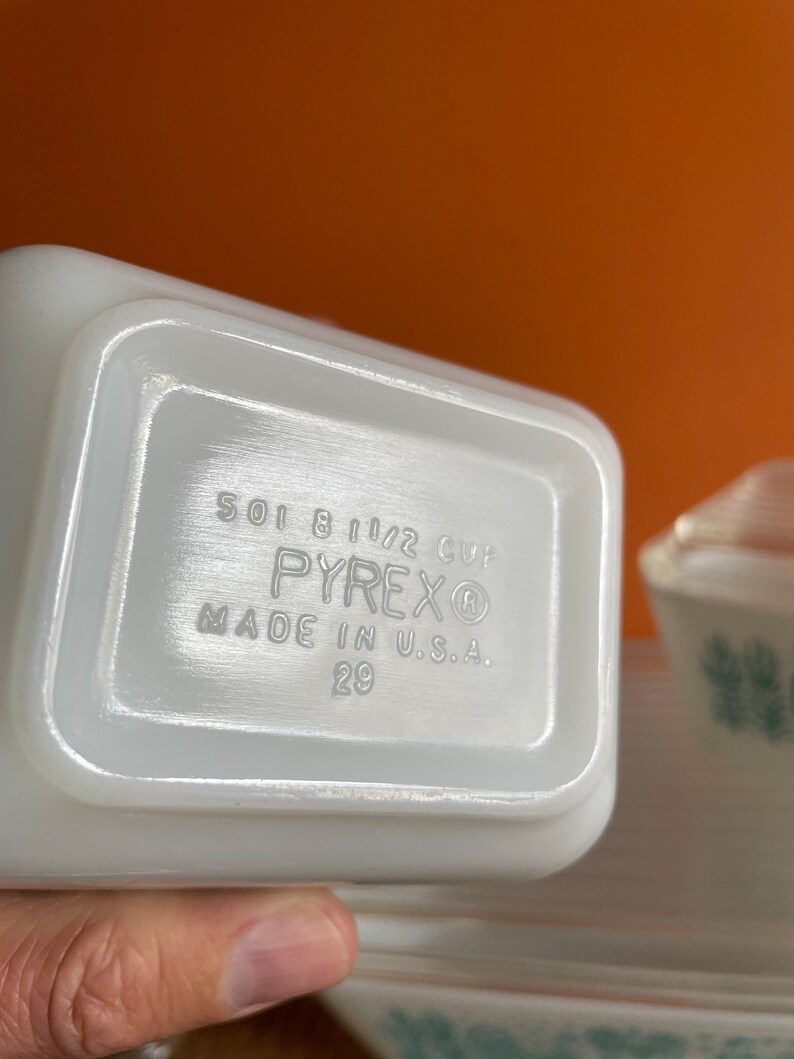 501 B 1 1/2 CUP
PYREX®
MADE IN U.S.A.
29